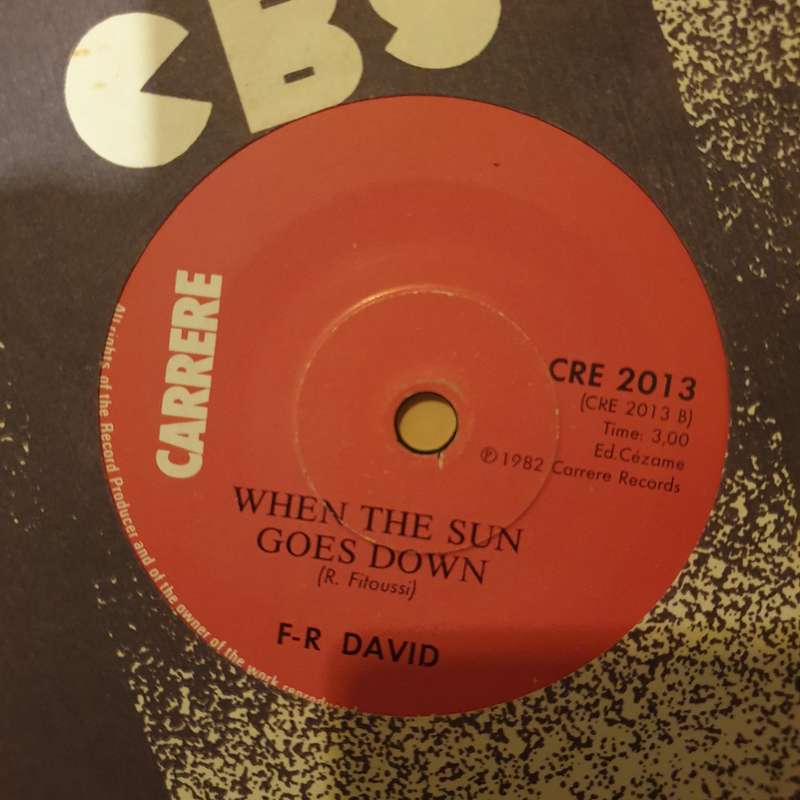 CBS
CARRERE
CRE 2013
(CRE 2013 B)
Time: 3,00
Ed.Cézame
℗ 1982 Carrere Records
WHEN THE SUN
GOES DOWN
(R. Fitoussi)
F-R DAVID
All rights of the Record Producer and of the owner of the work reproduced